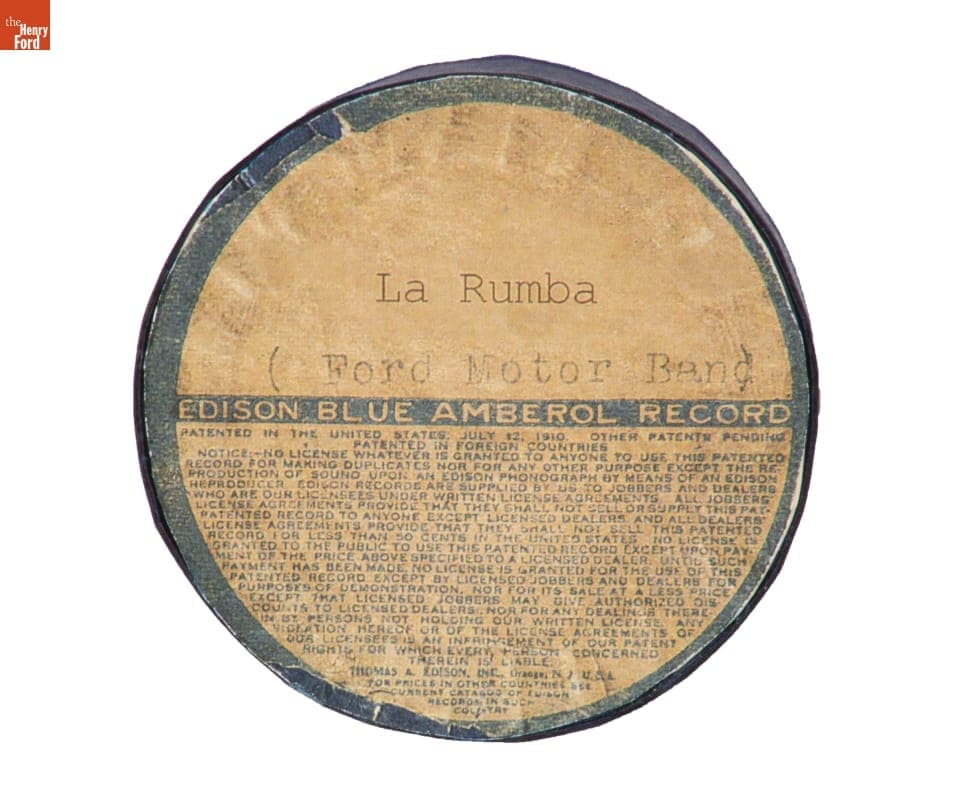 the
Henry
Ford
La Rumba
( Ford Motor Band)
EDISON BLUE AMBEROL RECORD
PATENTED IN THE UNITED STATES, JULY 12, 1910. OTHER PATENTS PENDING
PATENTED IN FOREIGN COUNTRIES
NOTICE:—NO LICENSE WHATEVER IS GRANTED TO ANYONE TO USE THIS PATENTED
RECORD FOR MAKING DUPLICATES NOR FOR ANY OTHER PURPOSE EXCEPT THE RE-
PRODUCTION OF SOUND UPON AN EDISON PHONOGRAPH BY MEANS OF AN EDISON
REPRODUCER. EDISON RECORDS ARE SUPPLIED BY US TO JOBBERS AND DEALERS
WHO ARE OUR LICENSEES UNDER WRITTEN LICENSE AGREEMENTS. ALL JOBBERS'
LICENSE AGREEMENTS PROVIDE THAT THEY SHALL NOT SELL OR SUPPLY THIS PAT-
ENTED RECORD TO ANYONE EXCEPT LICENSED DEALERS, AND ALL DEALERS'
LICENSE AGREEMENTS PROVIDE THAT THEY SHALL NOT SELL THIS PATENTED
RECORD FOR LESS THAN 50 CENTS IN THE UNITED STATES. NO LICENSE IS
GRANTED TO THE PUBLIC TO USE THIS PATENTED RECORD EXCEPT UPON PAY-
MENT OF THE PRICE ABOVE SPECIFIED TO A LICENSED DEALER. UNTIL SUCH
PAYMENT HAS BEEN MADE NO LICENSE IS GRANTED FOR THE USE OF THIS
PATENTED RECORD EXCEPT BY LICENSED JOBBERS AND DEALERS FOR
PURPOSES OF DEMONSTRATION, NOR FOR ITS SALE AT A LESS PRICE
EXCEPT THAT LICENSED JOBBERS MAY GIVE AUTHORIZED DIS-
COUNTS TO LICENSED DEALERS; NOR FOR ANY DEALINGS THERE-
IN BY PERSONS NOT HOLDING OUR WRITTEN LICENSE. ANY
VIOLATION HEREOF OR OF THE LICENSE AGREEMENTS OF
OUR LICENSEES IS AN INFRINGEMENT OF OUR PATENT
RIGHTS FOR WHICH EVERY PERSON CONCERNED
THEREIN IS LIABLE.
THOMAS A. EDISON, INC., Orange, N. J. U.S.A.
FOR PRICES IN OTHER COUNTRIES SEE
CURRENT CATALOG OF EDISON
RECORDS IN SUCH
COUNTRY